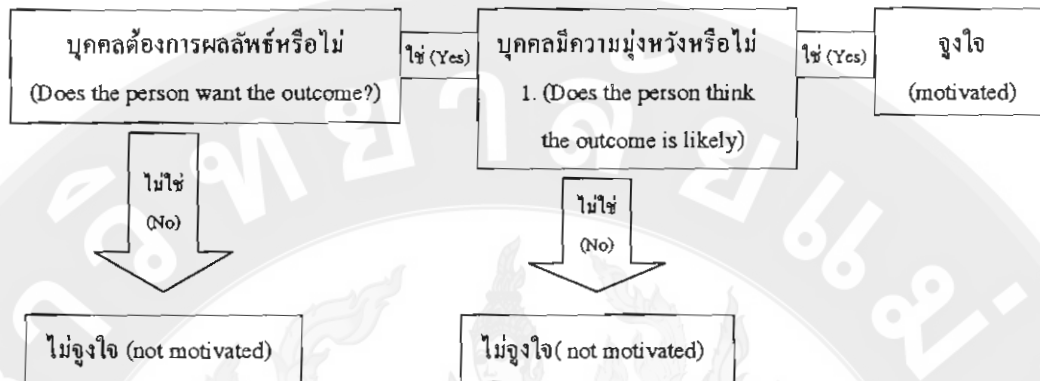 บุคคลต้องการผลลัพธ์หรือไม่
(Does the person want the outcome?)
ใช่ (Yes)
บุคคลมีความมุ่งหวังหรือไม่
1. (Does the person think
the outcome is likely)
ใช่ (Yes)
จูงใจ
(motivated)
ไม่ใช่
(No)
ไม่ใช่
(No)
ไม่จูงใจ (not motivated)
ไม่จูงใจ( not motivated)